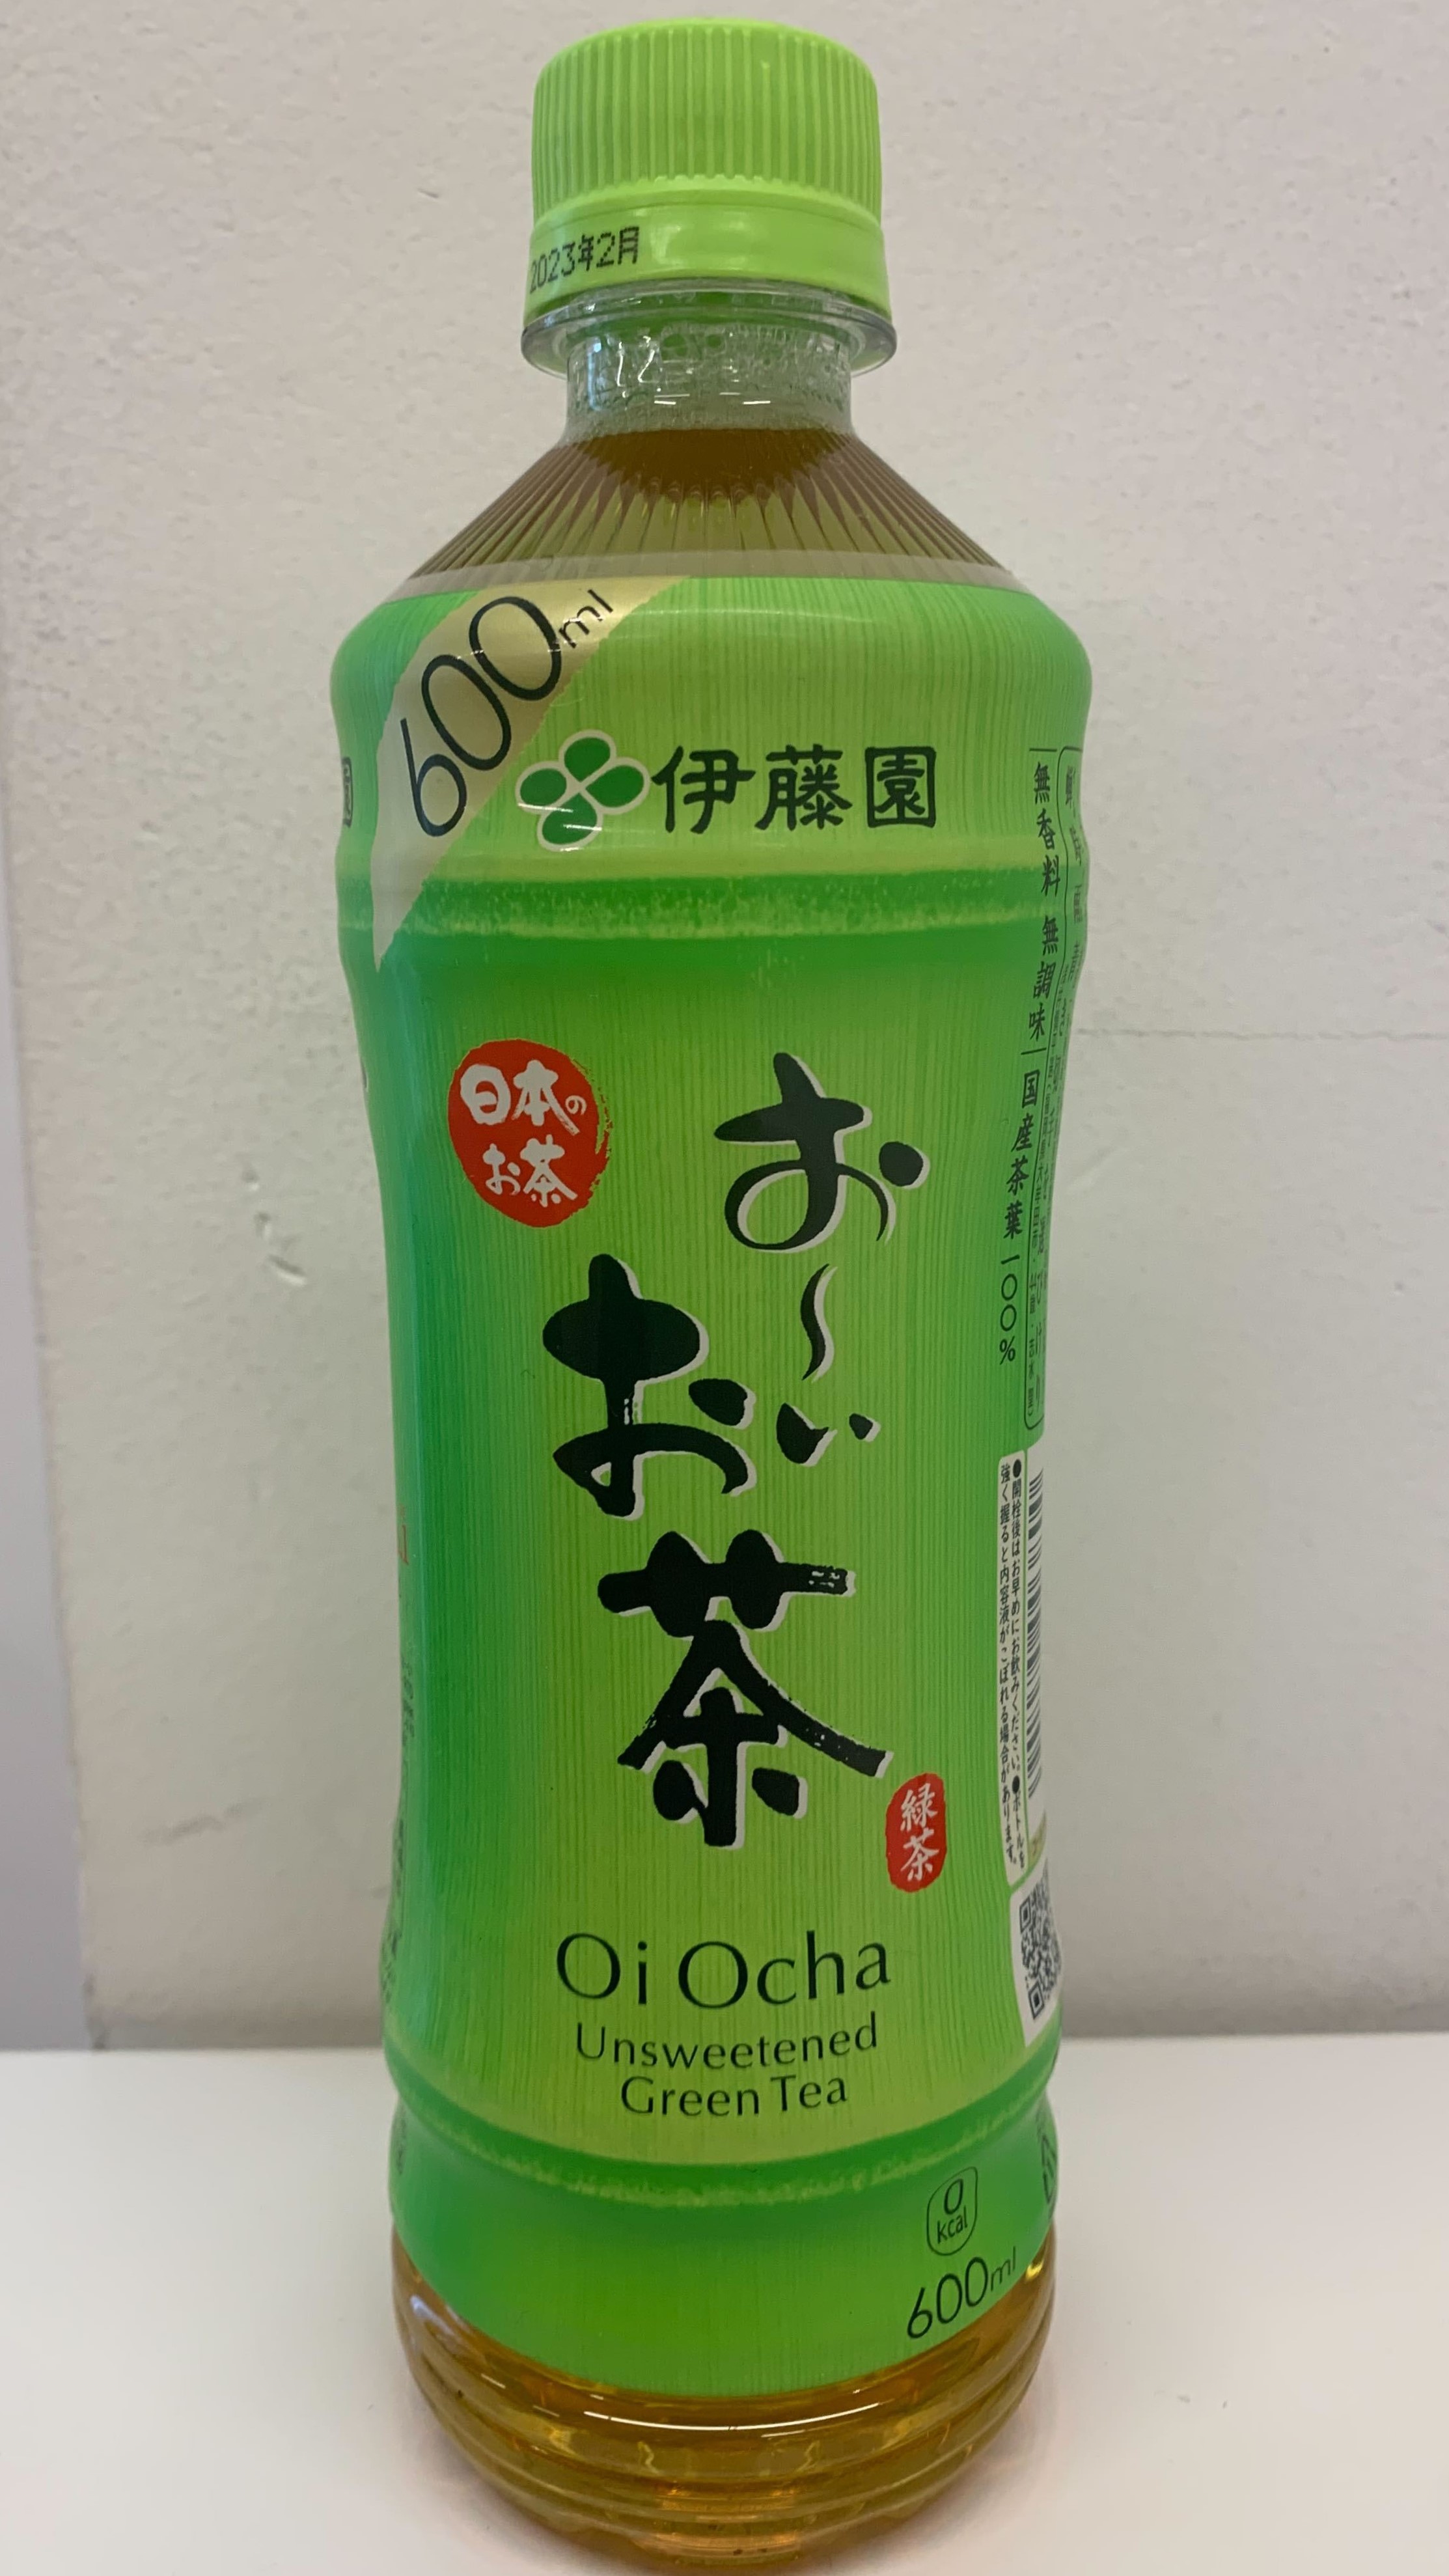 2023年2月
600ml
伊藤園
日本の
お茶
お〜い
お茶
緑茶
無香料 無調味 国産茶葉一〇〇%
●開栓後はお早めにお飲みください。●ボトルを
強く握ると内容液がこぼれる場合があります。
Oi Ocha
Unsweetened
Green Tea
0
kcal
600ml